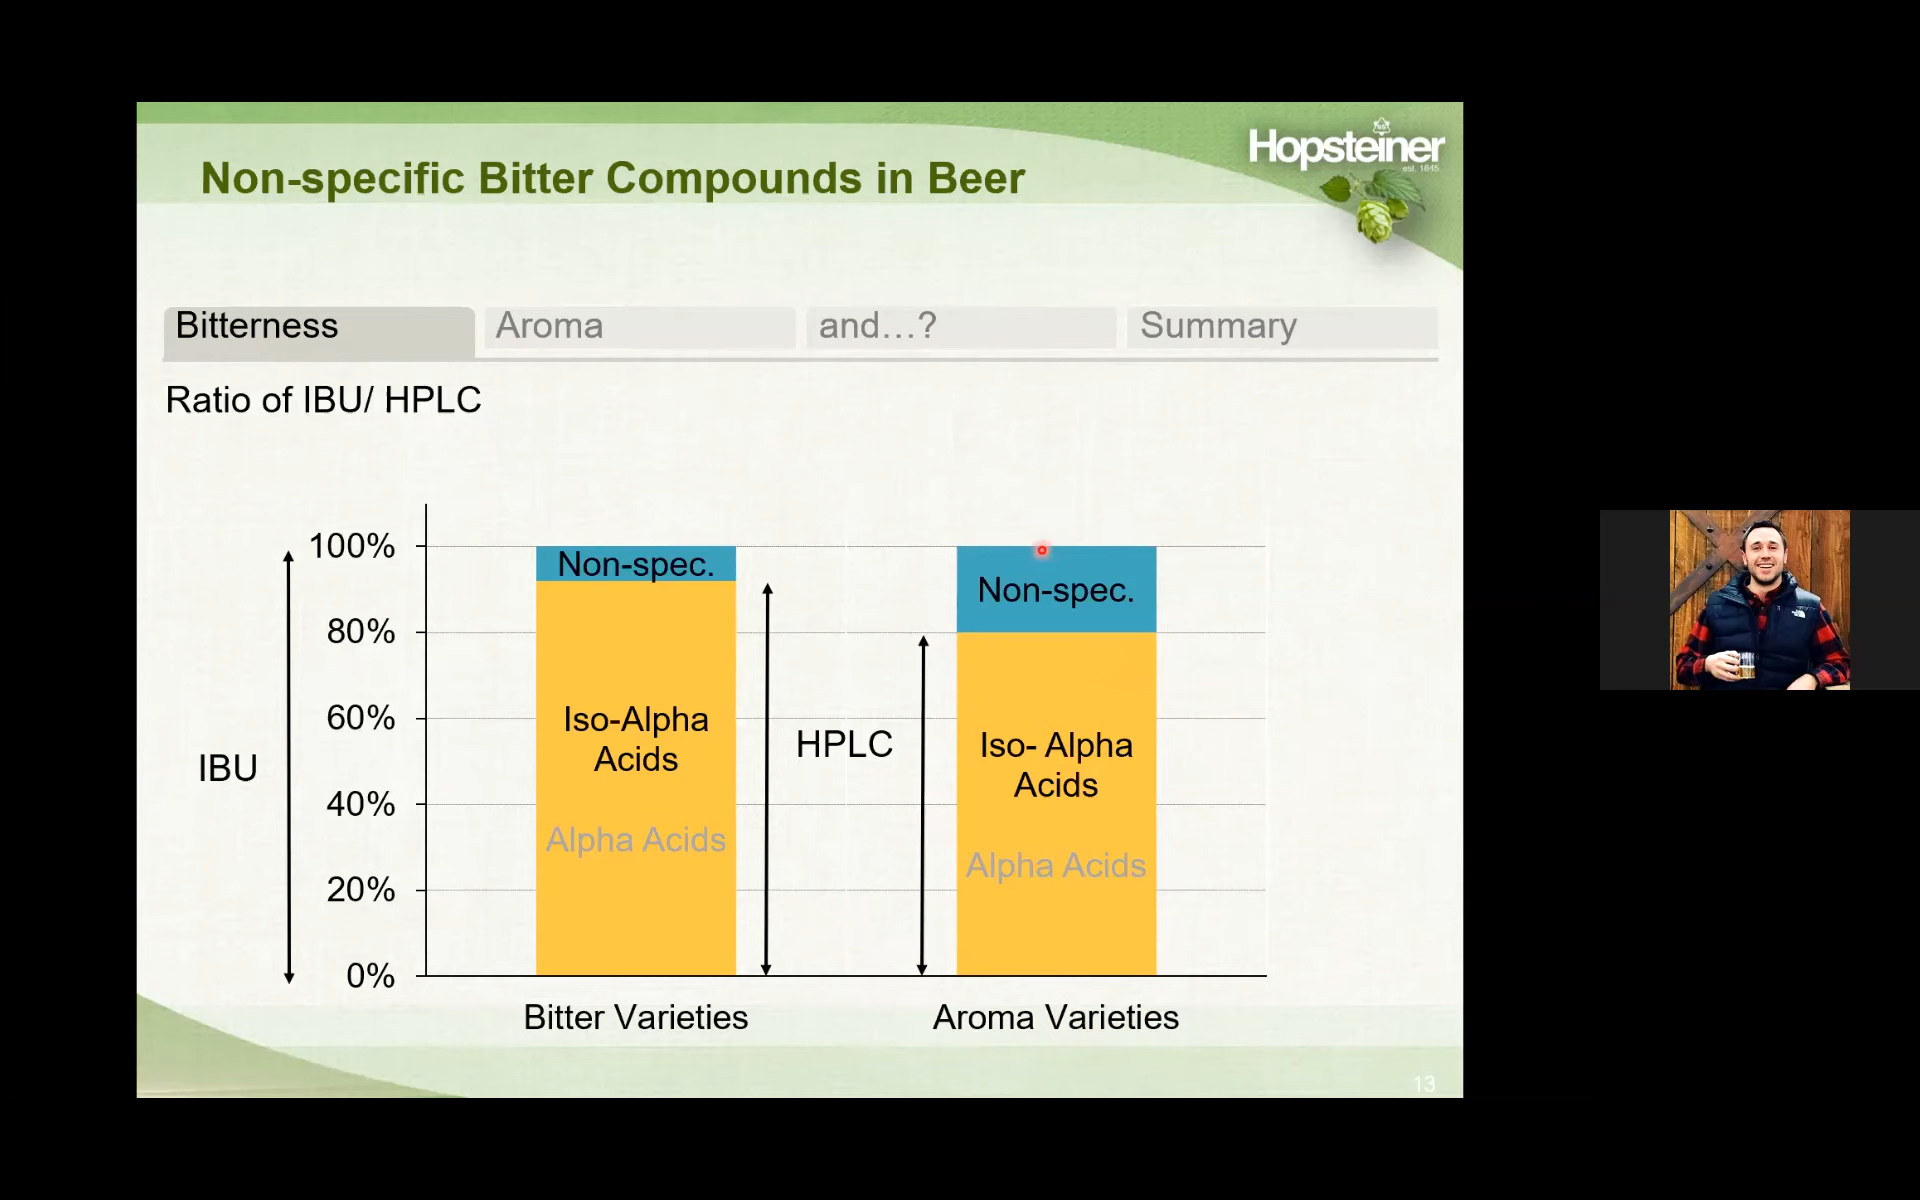 Hopsteiner
est. 1845
Non-specific Bitter Compounds in Beer
Bitterness
Aroma
and…?
Summary
Ratio of IBU/ HPLC
100%
80%
60%
40%
20%
0%
IBU
Non-spec.
Iso-Alpha
Acids
Alpha Acids
HPLC
Non-spec.
Iso- Alpha
Acids
Alpha Acids
Bitter Varieties
Aroma Varieties
13